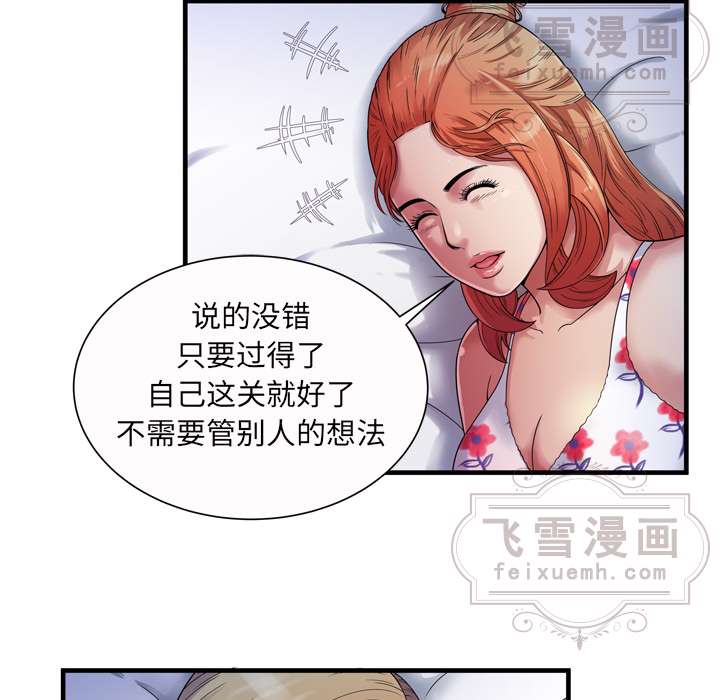 飞雪漫画
feixuemh.com
说的没错
只要过得了
自己这关就好了
不需要管别人的想法
飞雪漫画
feixuemh.com